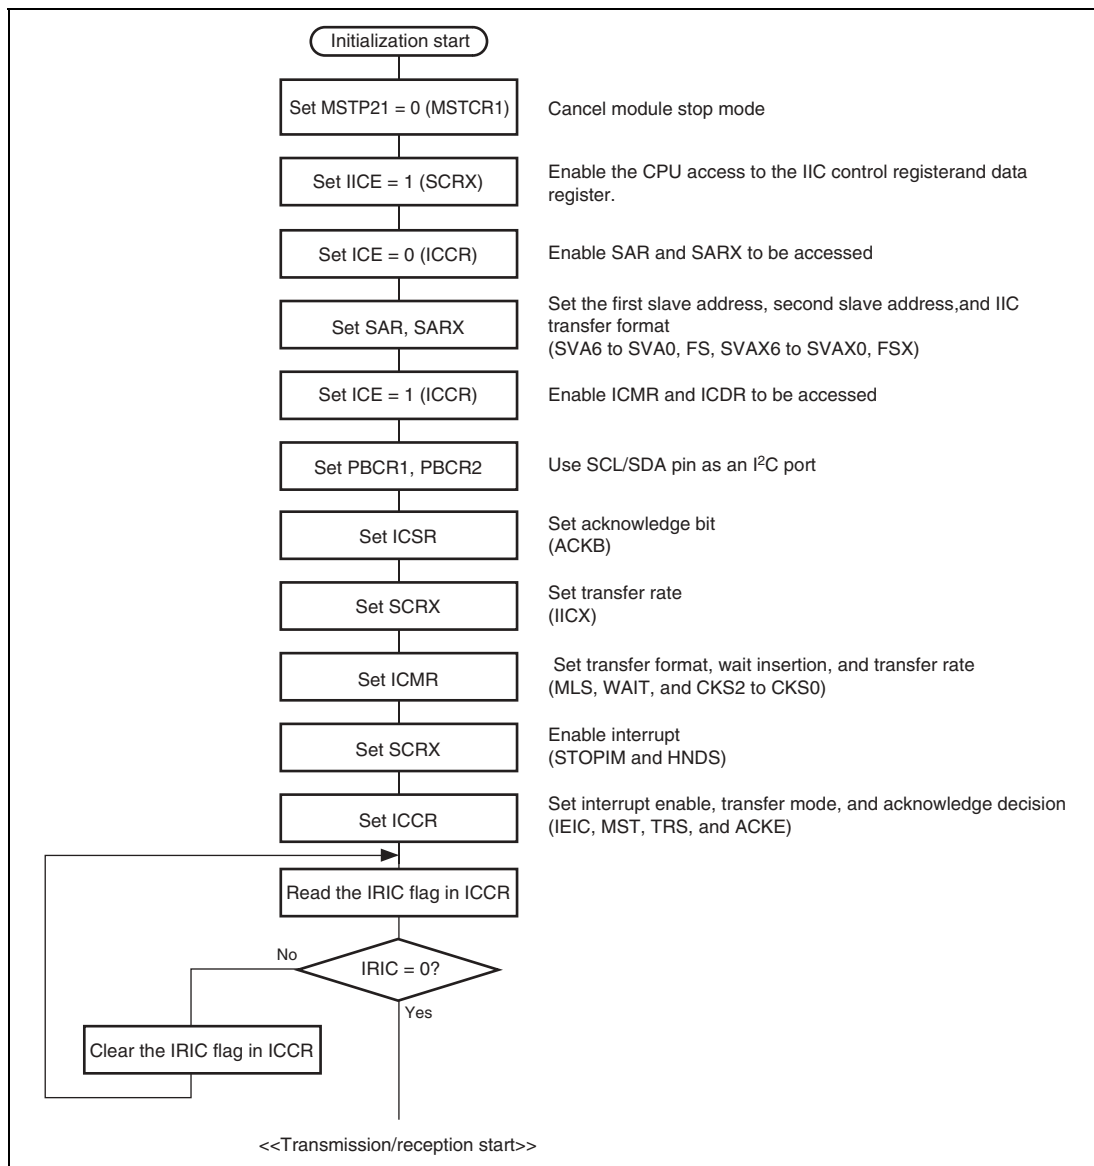 Initialization start
Set MSTP21 = 0 (MSTCR1)
Cancel module stop mode
Set IICE = 1 (SCRX)
Enable the CPU access to the IIC control registerand data
register.
Set ICE = 0 (ICCR)
Enable SAR and SARX to be accessed
Set SAR, SARX
Set the first slave address, second slave address,and IIC
transfer format
(SVA6 to SVA0, FS, SVAX6 to SVAX0, FSX)
Set ICE = 1 (ICCR)
Enable ICMR and ICDR to be accessed
Set PBCR1, PBCR2
Use SCL/SDA pin as an I²C port
Set ICSR
Set acknowledge bit
(ACKB)
Set SCRX
Set transfer rate
(IICX)
Set ICMR
Set transfer format, wait insertion, and transfer rate
(MLS, WAIT, and CKS2 to CKS0)
Set SCRX
Enable interrupt
(STOPIM and HNDS)
Set ICCR
Set interrupt enable, transfer mode, and acknowledge decision
(IEIC, MST, TRS, and ACKE)
Read the IRIC flag in ICCR
No
IRIC = 0?
Yes
Clear the IRIC flag in ICCR
<<Transmission/reception start>>